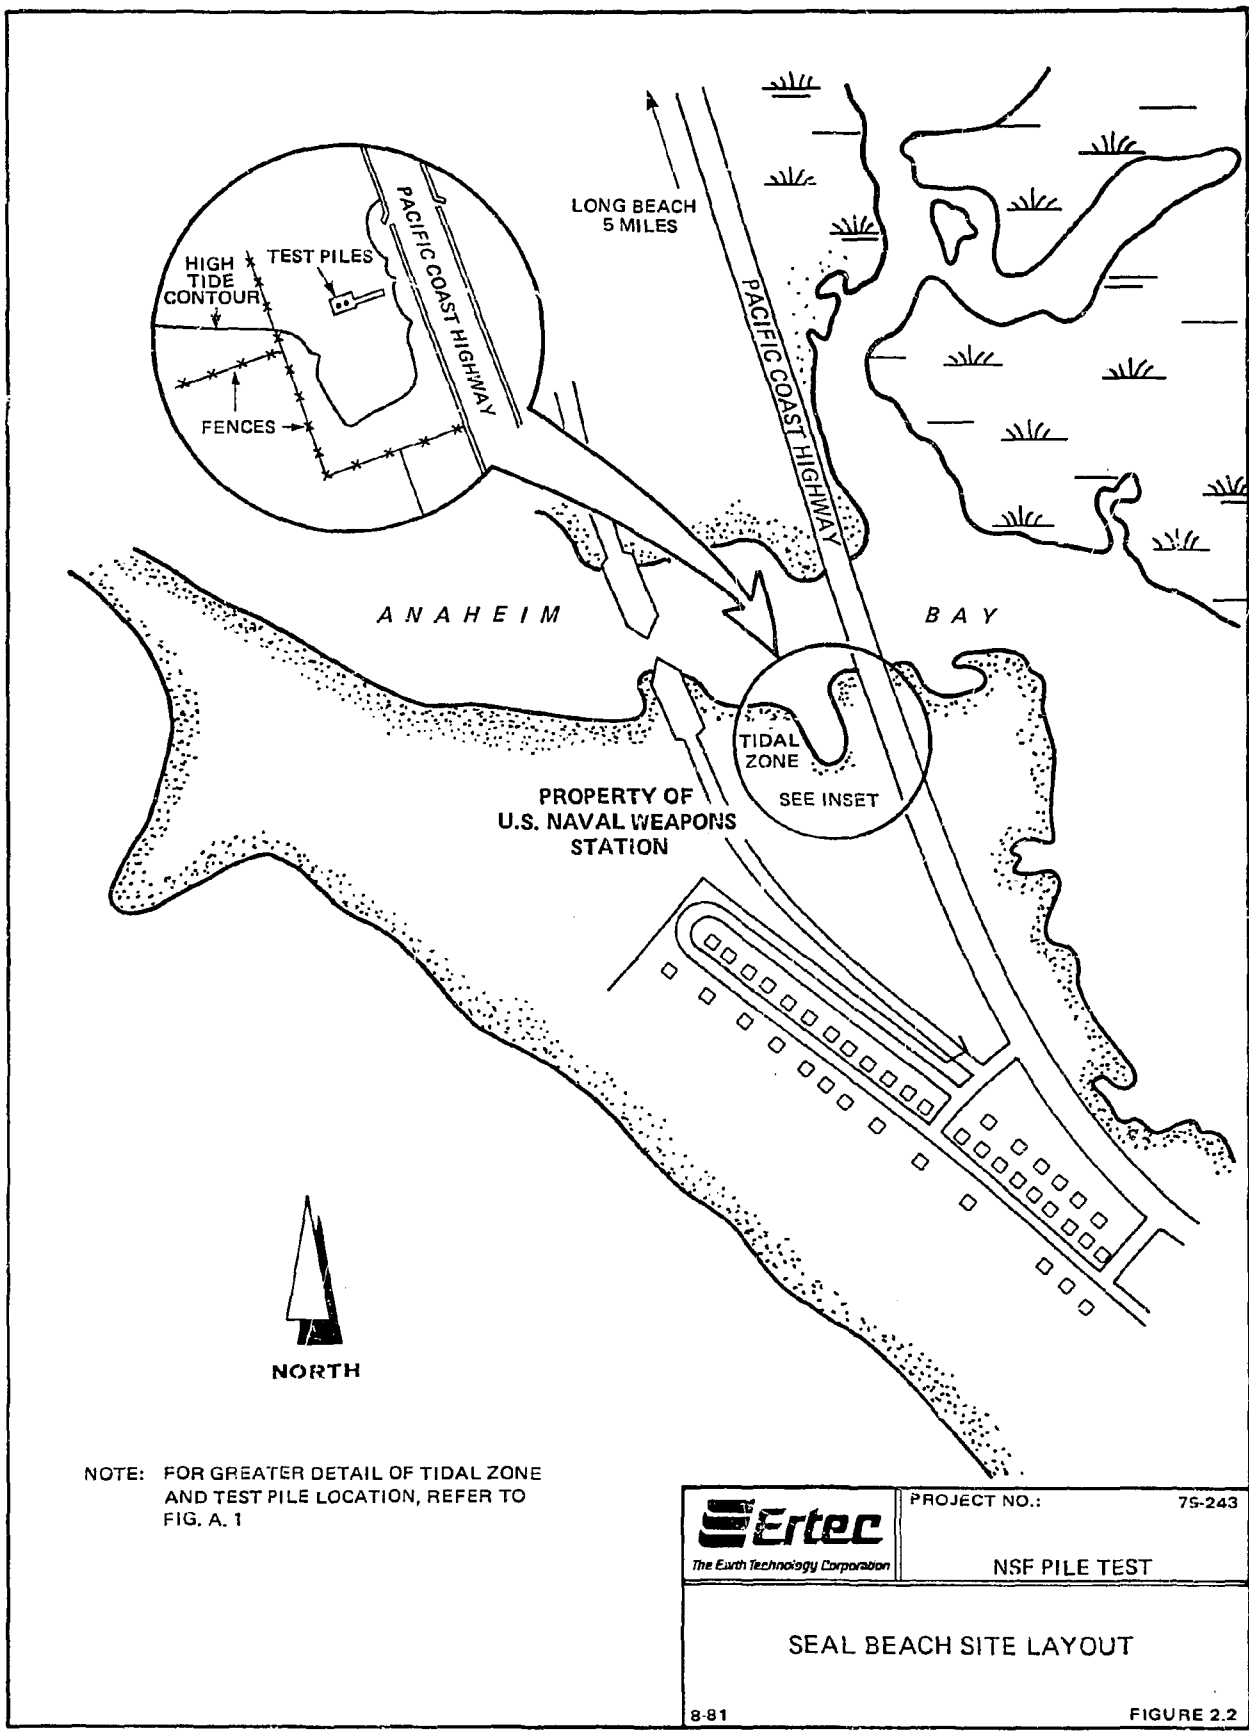 LONG BEACH
5 MILES
PACIFIC COAST HIGHWAY
PACIFIC COAST HIGHWAY
TEST PILES
HIGH
TIDE
CONTOUR
FENCES
ANAHEIM
BAY
TIDAL
ZONE
SEE INSET
PROPERTY OF
U.S. NAVAL WEAPONS
STATION
NORTH
NOTE: FOR GREATER DETAIL OF TIDAL ZONE
AND TEST PILE LOCATION, REFER TO
FIG. A. 1
Ertec
The Earth Technology Corporation
PROJECT NO.: 79-243
NSF PILE TEST
SEAL BEACH SITE LAYOUT
8-81
FIGURE 2.2